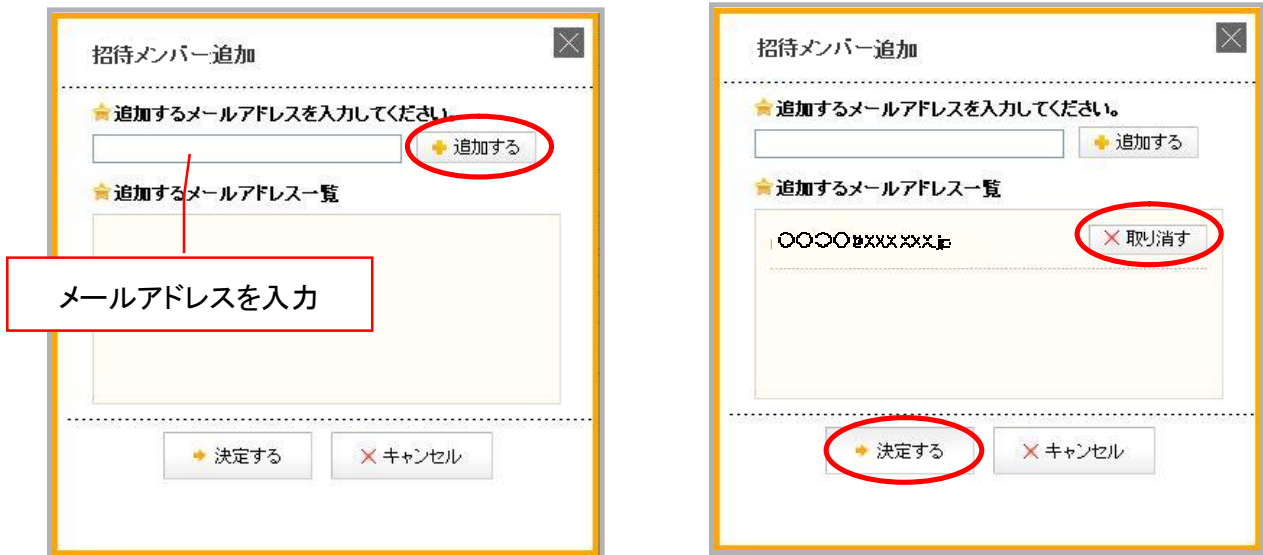 招待メンバー追加
追加するメールアドレスを入力してください。
追加する
追加するメールアドレス一覧
メールアドレスを入力
決定する
キャンセル
招待メンバー追加
追加するメールアドレスを入力してください。
追加する
追加するメールアドレス一覧
〇〇〇〇@xxxxxx.jp
取り消す
決定する
キャンセル